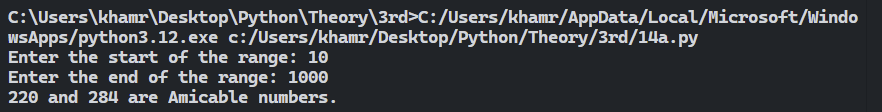 C:\Users\khamr\Desktop\Python\Theory\3rd>C:/Users/khamr/AppData/Local/Microsoft/Windo
wsApps/python3.12.exe c:/Users/khamr/Desktop/Python/Theory/3rd/14a.py
Enter the start of the range: 10
Enter the end of the range: 1000
220 and 284 are Amicable numbers.